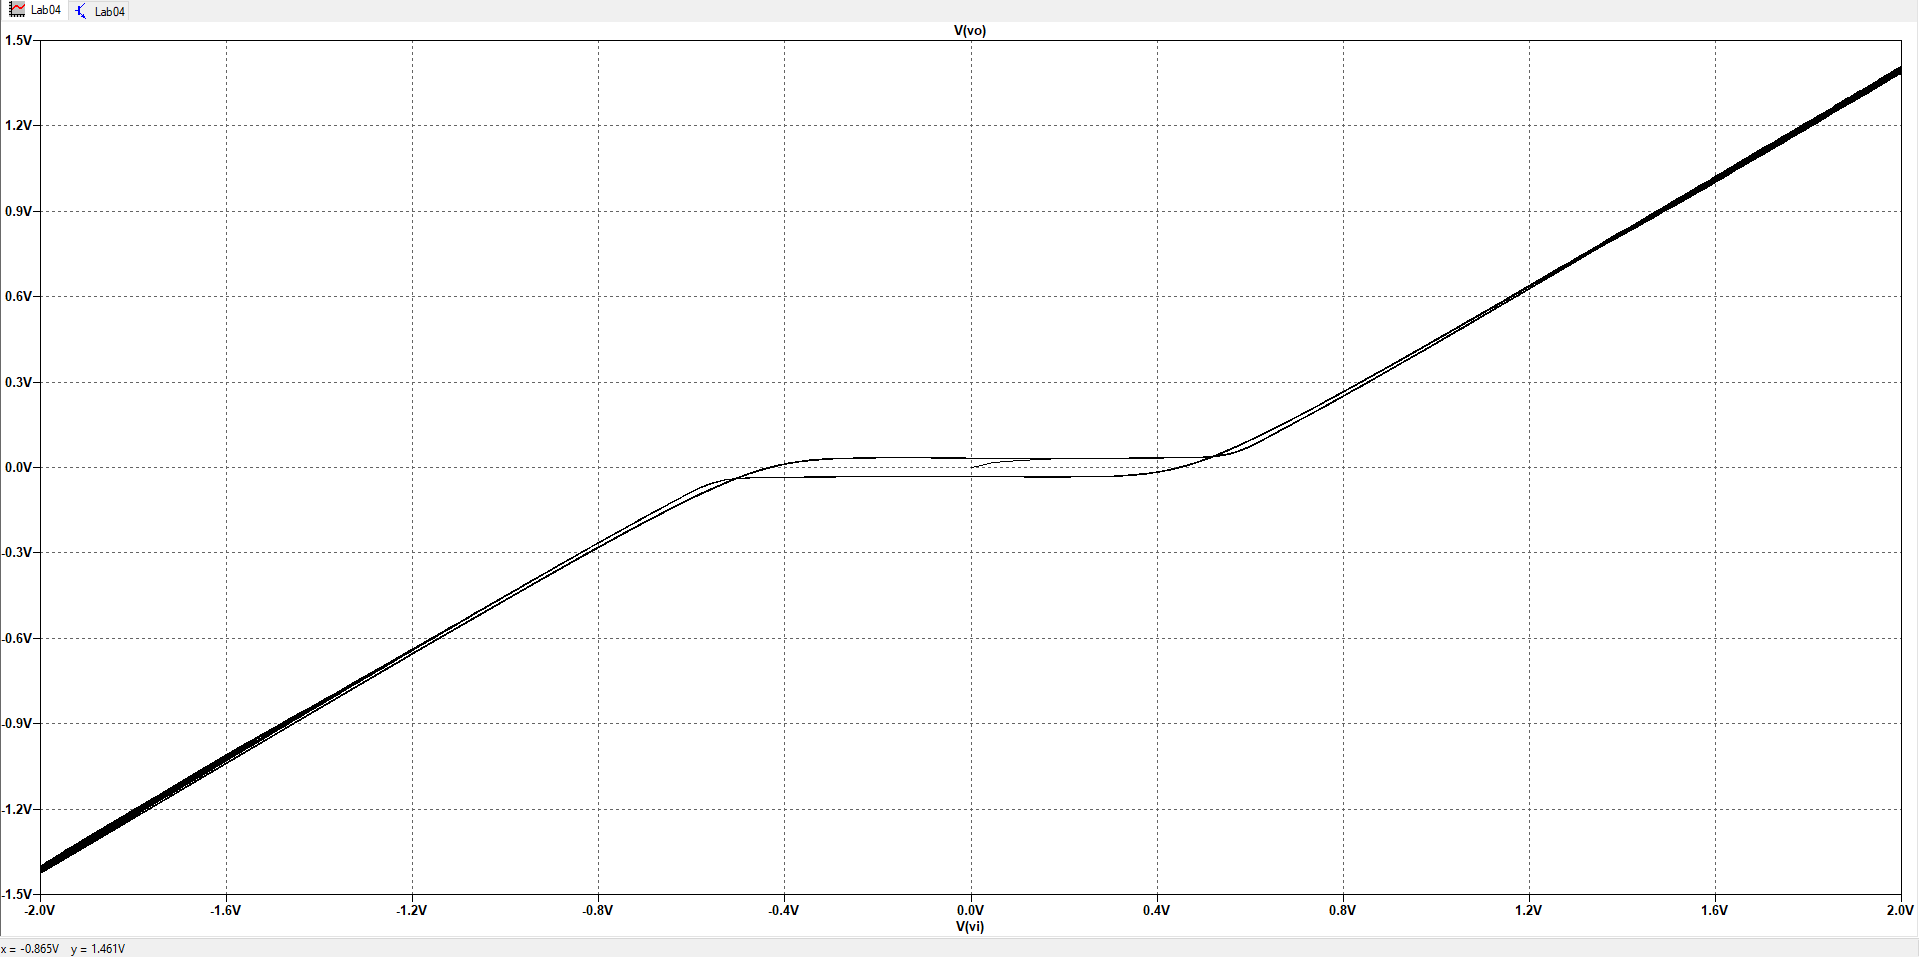 Lab04 Lab04
V(vo)
1.5V
1.2V
0.9V
0.6V
0.3V
0.0V
-0.3V
-0.6V
-0.9V
-1.2V
-1.5V
-2.0V -1.6V -1.2V -0.8V -0.4V 0.0V 0.4V 0.8V 1.2V 1.6V 2.0V
V(vi)
x = -0.865V y = 1.461V